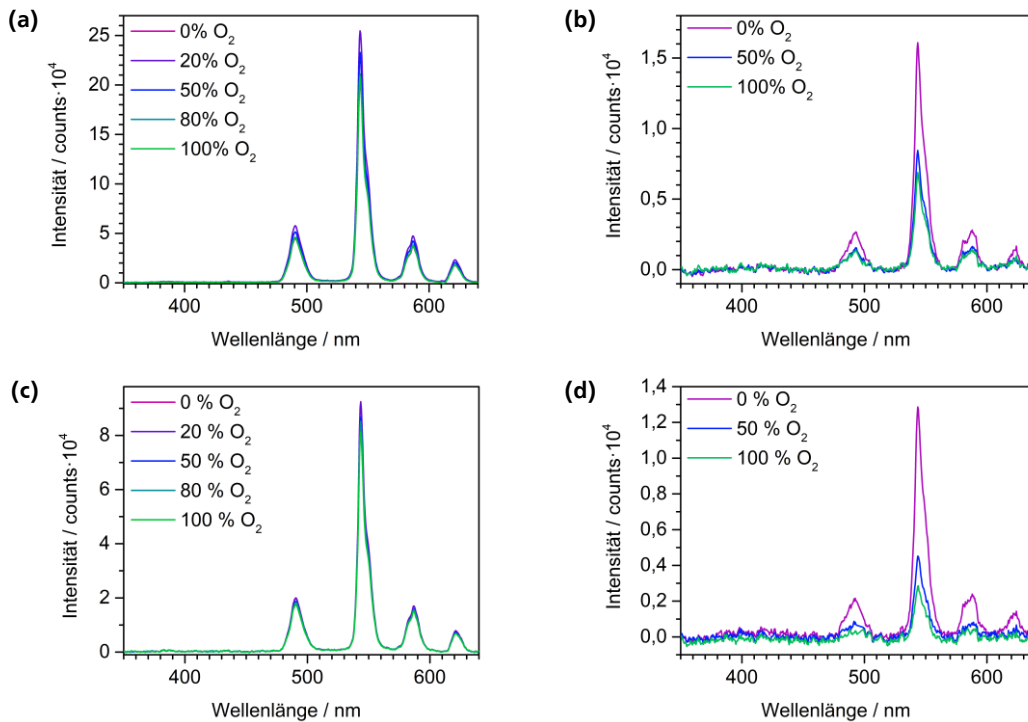 (a)
0% O₂
20% O₂
50% O₂
80% O₂
100% O₂
25
20
15
10
5
0
Intensität / counts·10⁴
400 500 600
Wellenlänge / nm
(b)
0% O₂
50% O₂
100% O₂
1,5
1,0
0,5
0,0
Intensität / counts·10⁴
400 500 600
Wellenlänge / nm
(c)
0 % O₂
20 % O₂
50 % O₂
80 % O₂
100 % O₂
8
6
4
2
0
Intensität / counts·10⁴
400 500 600
Wellenlänge / nm
(d)
0 % O₂
50 % O₂
100 % O₂
1,4
1,2
1,0
0,8
0,6
0,4
0,2
0,0
Intensität / counts·10⁴
400 500 600
Wellenlänge / nm